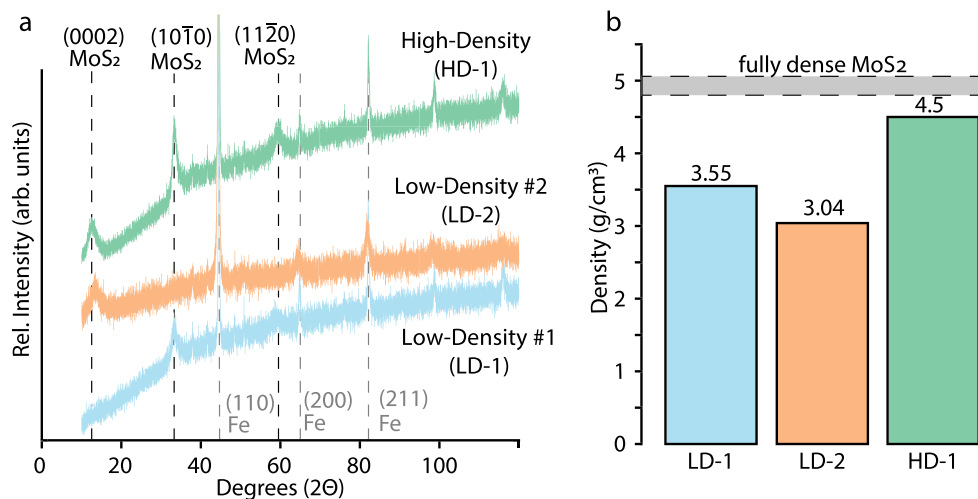 a
(0002)
MoS₂
(101̅0)
MoS₂
(112̅0)
MoS₂
High-Density
(HD-1)
Low-Density #2
(LD-2)
Low-Density #1
(LD-1)
(110)
Fe
(200)
Fe
(211)
Fe
Rel. Intensity (arb. units)
0 20 40 60 80 100
Degrees (2Θ)
b
fully dense MoS₂
5
4
3
2
1
0
Density (g/cm³)
3.55
3.04
4.5
LD-1 LD-2 HD-1